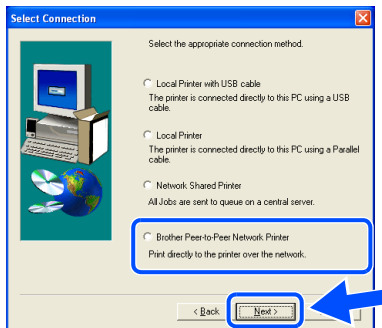 Select Connection
Select the appropriate connection method.
Local Printer with USB cable
The printer is connected directly to this PC using a USB
cable.
Local Printer
The printer is connected directly to this PC using a Parallel
cable.
Network Shared Printer
All Jobs are sent to queue on a central server.
Brother Peer-to-Peer Network Printer
Print directly to the printer over the network.
< Back Next >